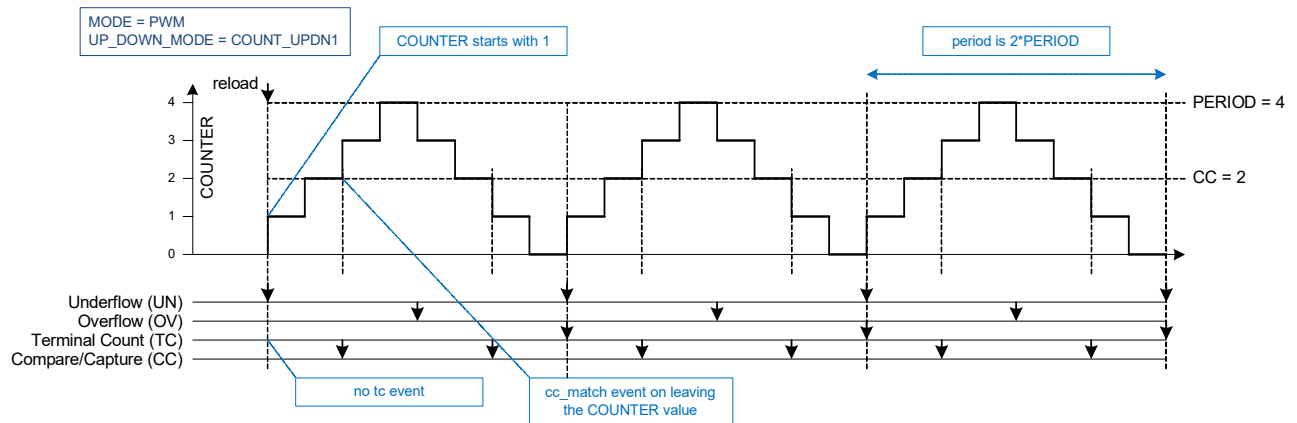 MODE = PWM
UP_DOWN_MODE = COUNT_UPDN1
COUNTER starts with 1
period is 2*PERIOD
reload
COUNTER
4
3
2
1
0
PERIOD = 4
CC = 2
Underflow (UN)
Overflow (OV)
Terminal Count (TC)
Compare/Capture (CC)
no tc event
cc_match event on leaving
the COUNTER value